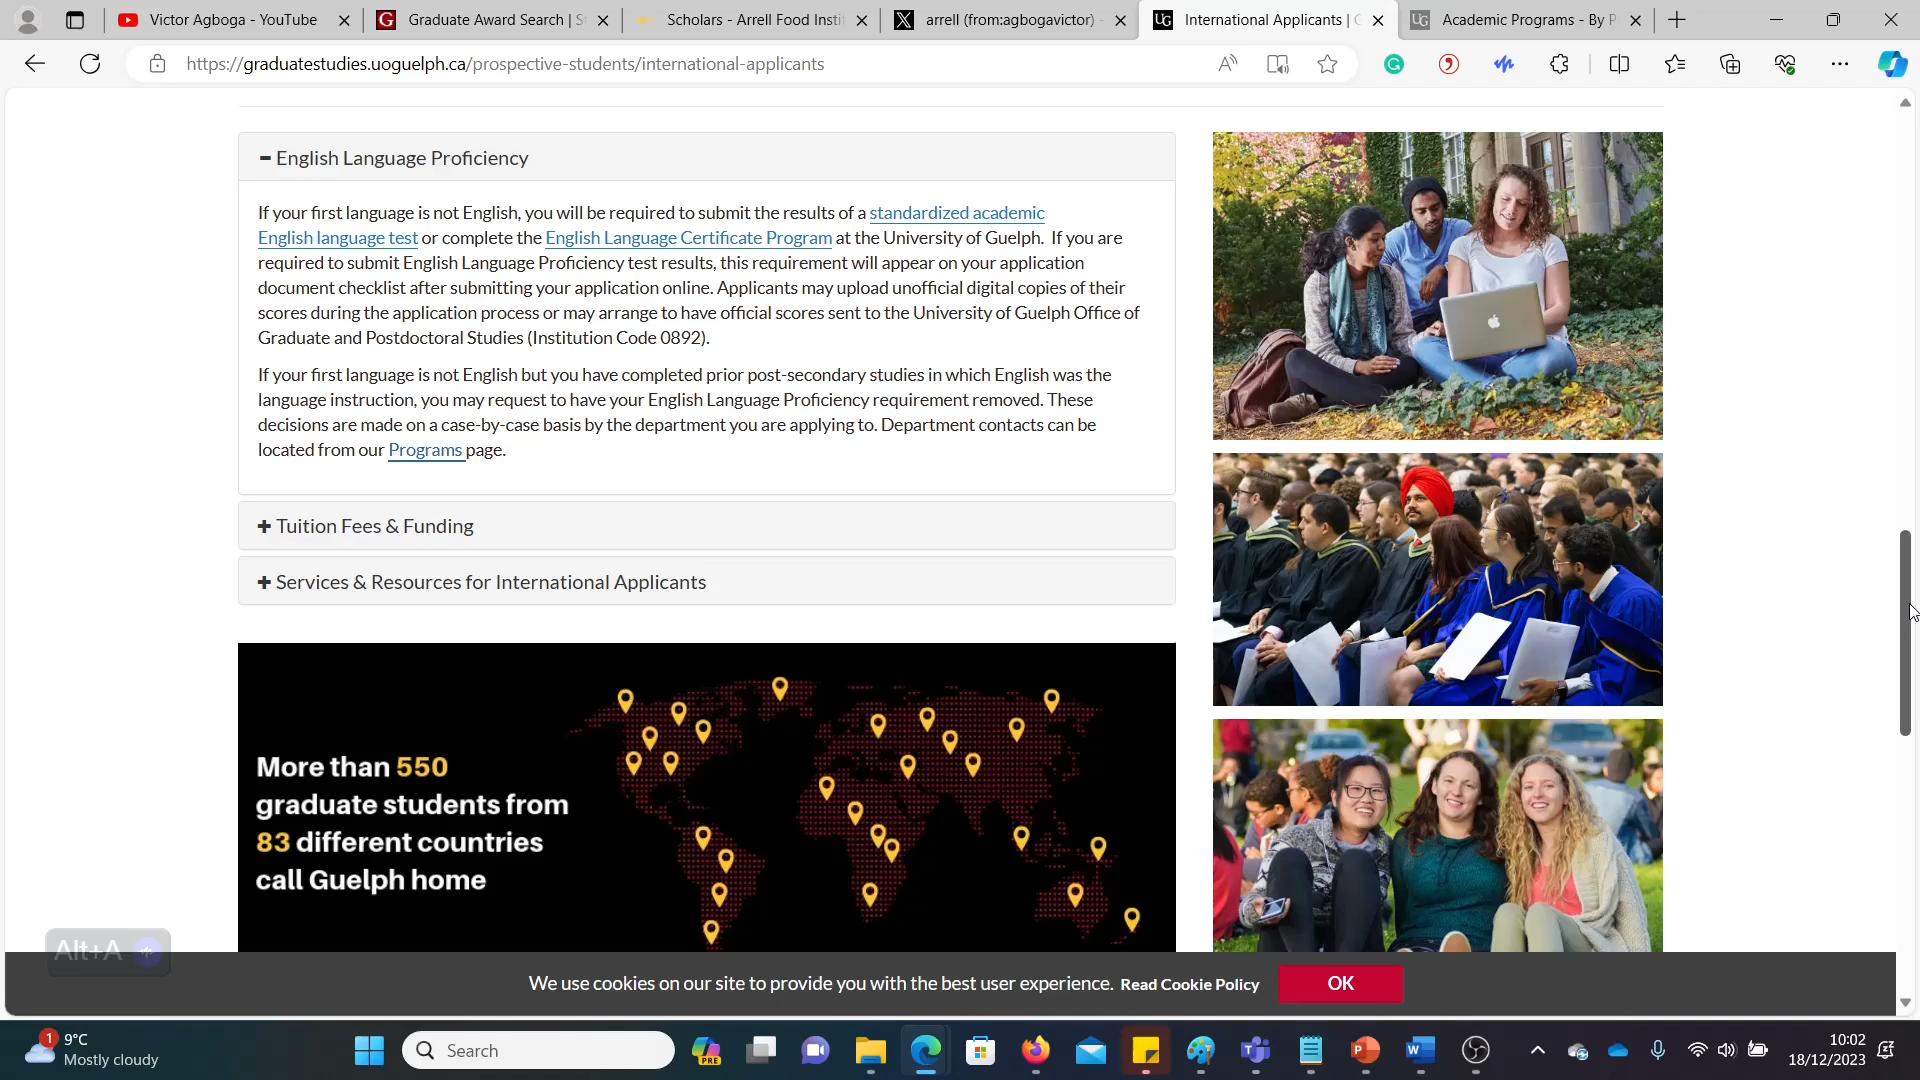 Victor Agboga - YouTube
Graduate Award Search | S
Scholars - Arrell Food Insti
arrell (from:agbogavictor) -
International Applicants | G
Academic Programs - By P
https://graduatestudies.uoguelph.ca/prospective-students/international-applicants
English Language Proficiency
If your first language is not English, you will be required to submit the results of a standardized academic
English language test or complete the English Language Certificate Program at the University of Guelph. If you are
required to submit English Language Proficiency test results, this requirement will appear on your application
document checklist after submitting your application online. Applicants may upload unofficial digital copies of their
scores during the application process or may arrange to have official scores sent to the University of Guelph Office of
Graduate and Postdoctoral Studies (Institution Code 0892).
If your first language is not English but you have completed prior post-secondary studies in which English was the
language instruction, you may request to have your English Language Proficiency requirement removed. These
decisions are made on a case-by-case basis by the department you are applying to. Department contacts can be
located from our Programs page.
Tuition Fees & Funding
Services & Resources for International Applicants
More than 550
graduate students from
83 different countries
call Guelph home
Alt+A
We use cookies on our site to provide you with the best user experience. Read Cookie Policy
OK
1
9°C
Mostly cloudy
Search
PRE
10:02
18/12/2023